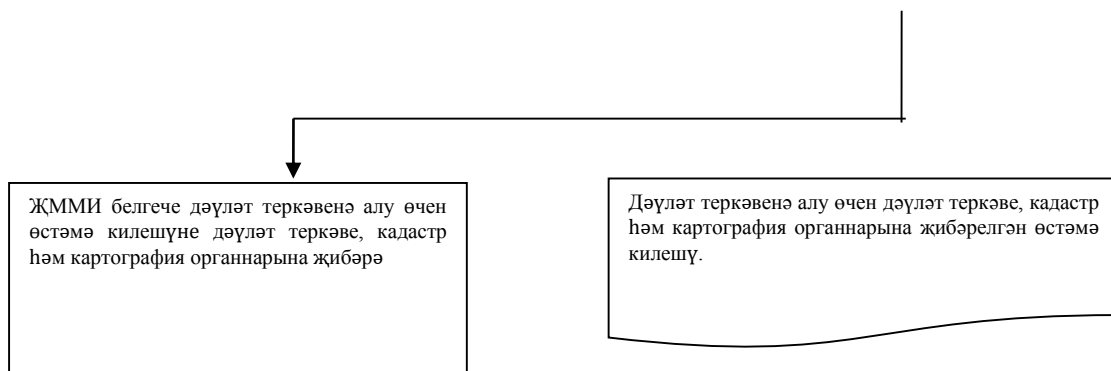 ҖММИ белгече дәүләт теркәвенә алу өчен
өстәмә килешүне дәүләт теркәве, кадастр
һәм картография органнарына җибәрә
Дәүләт теркәвенә алу өчен дәүләт теркәве, кадастр
һәм картография органнарына җибәрелгән өстәмә
килешү.